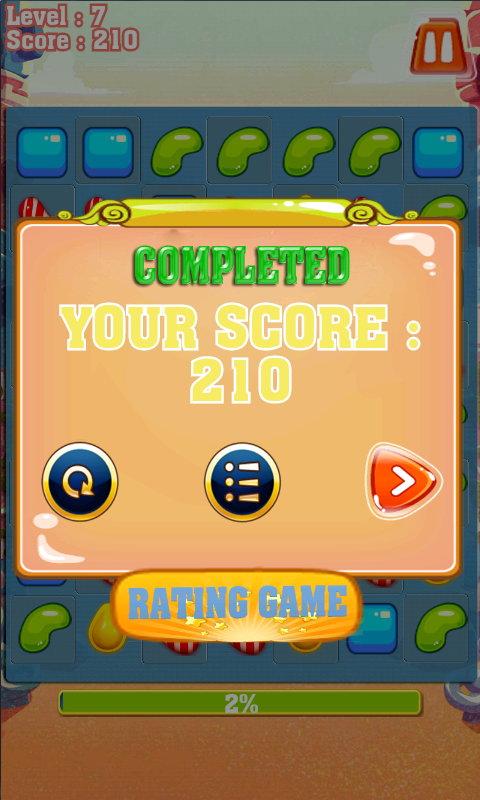 Level : 7
Score : 210
COMPLETED
YOUR SCORE :
210
RATING GAME
2%